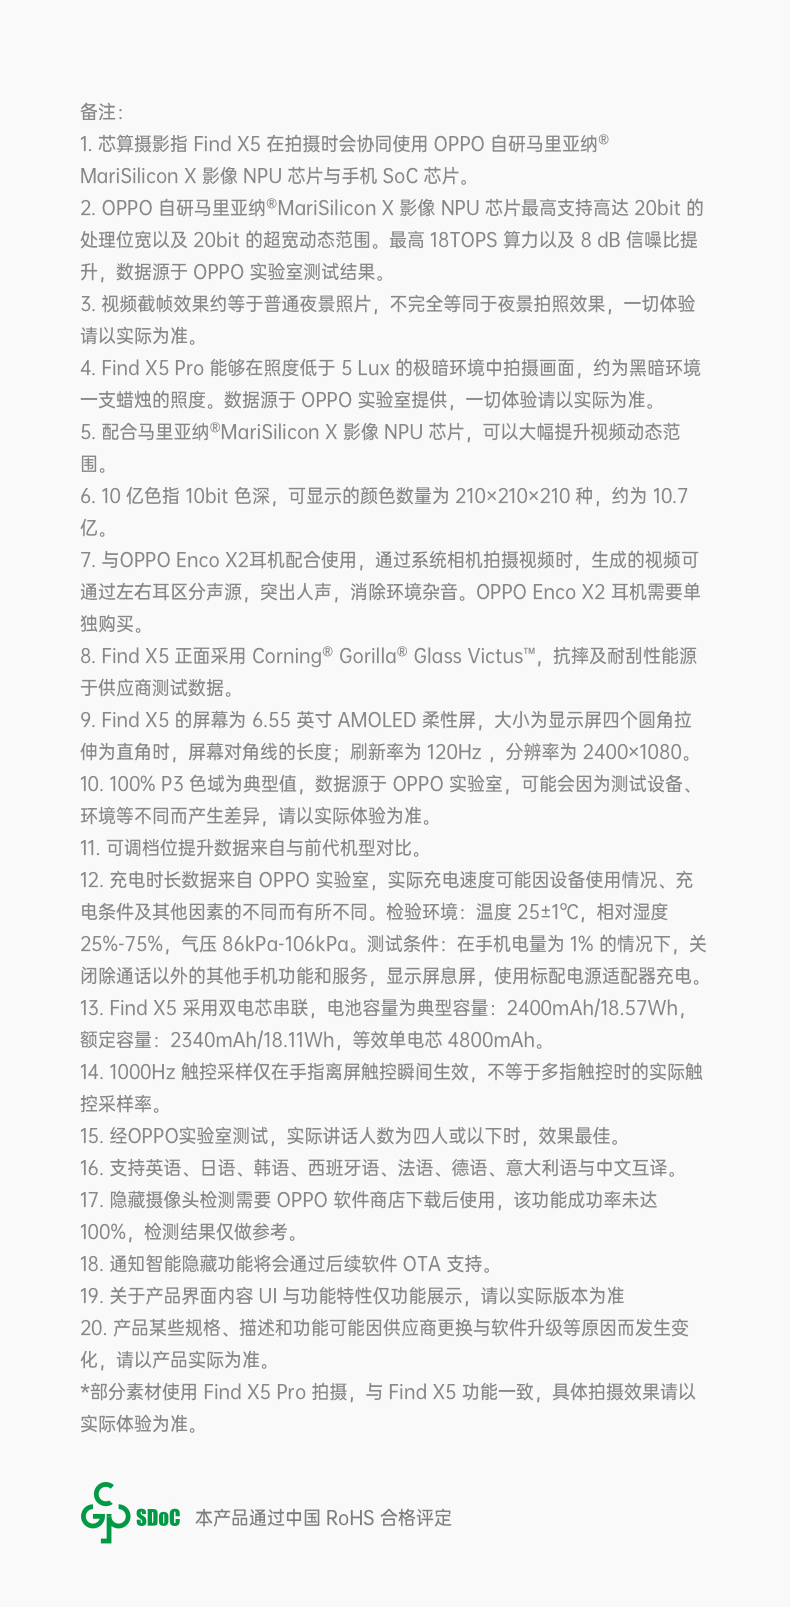 备注：
1. 芯算摄影指 Find X5 在拍摄时会协同使用 OPPO 自研马里亚纳®
MariSilicon X 影像 NPU 芯片与手机 SoC 芯片。
2. OPPO 自研马里亚纳®MariSilicon X 影像 NPU 芯片最高支持高达 20bit 的
处理位宽以及 20bit 的超宽动态范围。最高 18TOPS 算力以及 8 dB 信噪比提
升，数据源于 OPPO 实验室测试结果。
3. 视频截帧效果约等于普通夜景照片，不完全等同于夜景拍照效果，一切体验
请以实际为准。
4. Find X5 Pro 能够在照度低于 5 Lux 的极暗环境中拍摄画面，约为黑暗环境
一支蜡烛的照度。数据源于 OPPO 实验室提供，一切体验请以实际为准。
5. 配合马里亚纳®MariSilicon X 影像 NPU 芯片，可以大幅提升视频动态范
围。
6. 10 亿色指 10bit 色深，可显示的颜色数量为 210×210×210 种，约为 10.7
亿。
7. 与OPPO Enco X2耳机配合使用，通过系统相机拍摄视频时，生成的视频可
通过左右耳区分声源，突出人声，消除环境杂音。OPPO Enco X2 耳机需要单
独购买。
8. Find X5 正面采用 Corning® Gorilla® Glass Victus™，抗摔及耐刮性能源
于供应商测试数据。
9. Find X5 的屏幕为 6.55 英寸 AMOLED 柔性屏，大小为显示屏四个圆角拉
伸为直角时，屏幕对角线的长度；刷新率为 120Hz ，分辨率为 2400×1080。
10. 100% P3 色域为典型值，数据源于 OPPO 实验室，可能会因为测试设备、
环境等不同而产生差异，请以实际体验为准。
11. 可调档位提升数据来自与前代机型对比。
12. 充电时长数据来自 OPPO 实验室，实际充电速度可能因设备使用情况、充
电条件及其他因素的不同而有所不同。检验环境：温度 25±1℃，相对湿度
25%-75%，气压 86kPa-106kPa。测试条件：在手机电量为 1% 的情况下，关
闭除通话以外的其他手机功能和服务，显示屏息屏，使用标配电源适配器充电。
13. Find X5 采用双电芯串联，电池容量为典型容量：2400mAh/18.57Wh，
额定容量：2340mAh/18.11Wh，等效单电芯 4800mAh。
14. 1000Hz 触控采样仅在手指离屏触控瞬间生效，不等于多指触控时的实际触
控采样率。
15. 经OPPO实验室测试，实际讲话人数为四人或以下时，效果最佳。
16. 支持英语、日语、韩语、西班牙语、法语、德语、意大利语与中文互译。
17. 隐藏摄像头检测需要 OPPO 软件商店下载后使用，该功能成功率未达
100%，检测结果仅做参考。
18. 通知智能隐藏功能将会通过后续软件 OTA 支持。
19. 关于产品界面内容 UI 与功能特性仅功能展示，请以实际版本为准
20. 产品某些规格、描述和功能可能因供应商更换与软件升级等原因而发生变
化，请以产品实际为准。
*部分素材使用 Find X5 Pro 拍摄，与 Find X5 功能一致，具体拍摄效果请以
实际体验为准。
CGP SDoC 本产品通过中国 RoHS 合格评定